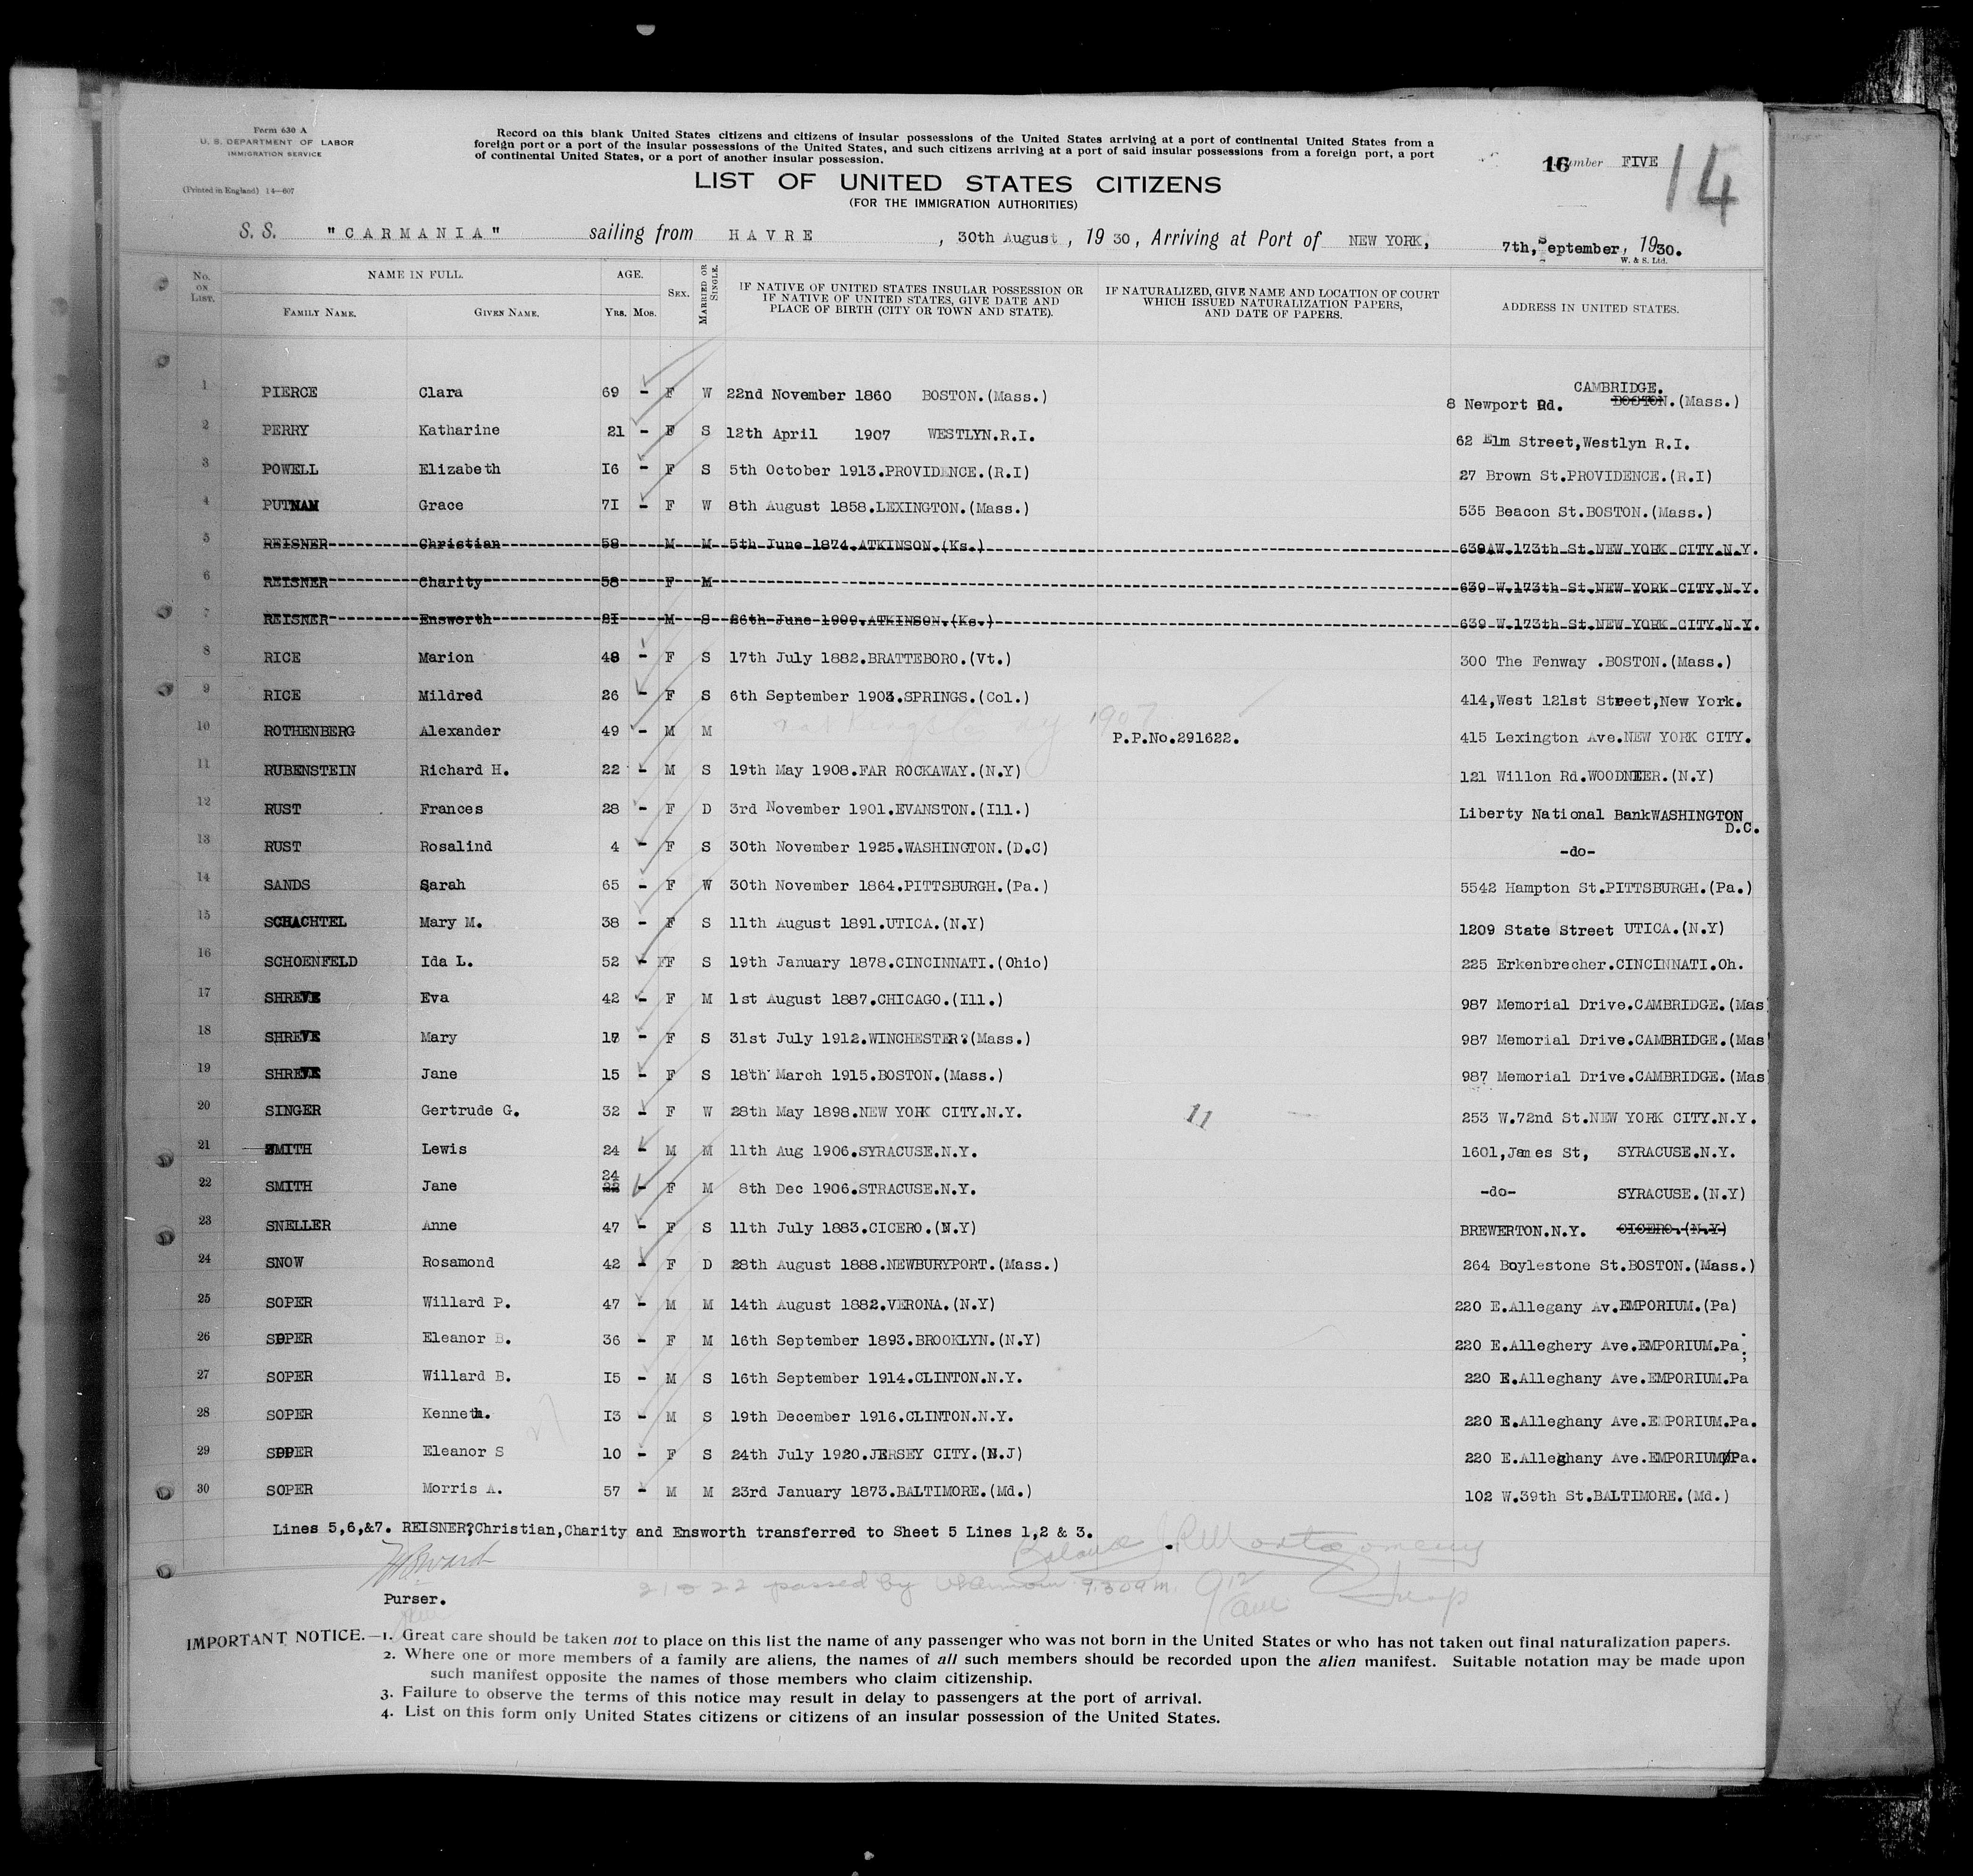 Form 630 A
U. S. DEPARTMENT OF LABOR
IMMIGRATION SERVICE
(Printed in England) 14—607
Record on this blank United States citizens and citizens of insular possessions of the United States arriving at a port of continental United States from a
foreign port or a port of the insular possessions of the United States, and such citizens arriving at a port of said insular possessions from a foreign port, a port
of continental United States, or a port of another insular possession.
16 mber FIVE 14
LIST OF UNITED STATES CITIZENS
(FOR THE IMMIGRATION AUTHORITIES)
S. S. "CARMANIA" sailing from HAVRE, 30th August, 1930, Arriving at Port of NEW YORK, 7th, September, 1930.
W. & S. Ltd.
No. ON LIST. NAME IN FULL. FAMILY NAME. GIVEN NAME. AGE. YRS. MOS. SEX. MARRIED OR SINGLE. IF NATIVE OF UNITED STATES INSULAR POSSESSION OR IF NATIVE OF UNITED STATES, GIVE DATE AND PLACE OF BIRTH (CITY OR TOWN AND STATE). IF NATURALIZED, GIVE NAME AND LOCATION OF COURT WHICH ISSUED NATURALIZATION PAPERS, AND DATE OF PAPERS. ADDRESS IN UNITED STATES.
1 PIERCE Clara 69 - F W 22nd November 1860 BOSTON.(Mass.) 8 Newport Rd. CAMBRIDGE. BOSTON.(Mass.)
2 PERRY Katharine 21 - F S 12th April 1907 WESTLYN.R.I. 62 Elm Street,Westlyn R.I.
3 POWELL Elizabeth I6 - F S 5th October 1913.PROVIDENCE.(R.I) 27 Brown St.PROVIDENCE.(R.I)
4 PUTNAM Grace 7I - F W 8th August 1858.LEXINGTON.(Mass.) 535 Beacon St.BOSTON.(Mass.)
5 REISNER Christian 58 M M 5th June 1874.ATKINSON.(Ks.) 639AW.173th St.NEW YORK CITY.N.Y.
6 REISNER Charity 58 F M 639 W.173th St.NEW YORK CITY.N.Y.
7 REISNER Ensworth 2I M S 26th June 1909.ATKINSON.(Ks.) 639 W.173th St.NEW YORK CITY.N.Y.
8 RICE Marion 48 - F S 17th July 1882.BRATTEBORO.(Vt.) 300 The Fenway .BOSTON.(Mass.)
9 RICE Mildred 26 - F S 6th September 1903.SPRINGS.(Col.) 414,West 121st Street,New York.
10 ROTHENBERG Alexander 49 - M M 1907 P.P.No.291622. 415 Lexington Ave.NEW YORK CITY.
11 RUBENSTEIN Richard H. 22 - M S 19th May 1908.FAR ROCKAWAY.(N.Y) 121 Willon Rd.WOODNEER.(N.Y)
12 RUST Frances 28 - F D 3rd November 1901.EVANSTON.(Ill.) Liberty National BankWASHINGTON D.C.
13 RUST Rosalind 4 - F S 30th November 1925.WASHINGTON.(D.C) -do-
14 SANDS Sarah 65 - F W 30th November 1864.PITTSBURGH.(Pa.) 5542 Hampton St.PITTSBURGH.(Pa.)
15 SCHACHTEL Mary M. 38 - F S 11th August 1891.UTICA.(N.Y) 1209 State Street UTICA.(N.Y)
16 SCHOENFELD Ida L. 52 - FF S 19th January 1878.CINCINNATI.(Ohio) 225 Erkenbrecher.CINCINNATI.Oh.
17 SHREVE Eva 42 - F M 1st August 1887.CHICAGO.(Ill.) 987 Memorial Drive.CAMBRIDGE.(Mas
18 SHREVE Mary 18 - F S 31st July 1912.WINCHESTER?(Mass.) 987 Memorial Drive.CAMBRIDGE.(Mas
19 SHREVE Jane 15 - F S 18th March 1915.BOSTON.(Mass.) 987 Memorial Drive.CAMBRIDGE.(Mas
20 SINGER Gertrude G. 32 - F W 28th May 1898.NEW YORK CITY.N.Y. 11 253 W.72nd St.NEW YORK CITY.N.Y.
21 SMITH Lewis 24 - M M 11th Aug 1906.SYRACUSE.N.Y. 1601,James St, SYRACUSE.N.Y.
22 SMITH Jane 24 22 - F M 8th Dec 1906.STRACUSE.N.Y. -do- SYRACUSE.(N.Y)
23 SNELLER Anne 47 - F S 11th July 1883.CICERO.(N.Y) BREWERTON.N.Y. CICERO.(N.Y)
24 SNOW Rosamond 42 - F D 28th August 1888.NEWBURYPORT.(Mass.) 264 Boylestone St.BOSTON.(Mass.)
25 SOPER Willard P. 47 - M M 14th August 1882.VERONA.(N.Y) 220 E.Allegany Av.EMPORIUM.(Pa)
26 SOPER Eleanor B. 36 - F M 16th September 1893.BROOKLYN.(N.Y) 220 E.Alleghery Ave.EMPORIUM.Pa.
27 SOPER Willard B. I5 - M S 16th September 1914.CLINTON.N.Y. 220 E.Alleghany Ave.EMPORIUM.Pa
28 SOPER Kenneth. I3 - M S 19th December 1916.CLINTON.N.Y. 220 E.Alleghany Ave.EMPORIUM.Pa.
29 SOPER Eleanor S 10 - F S 24th July 1920.JERSEY CITY.(N.J) 220 E.Alleghany Ave.EMPORIUM.Pa.
30 SOPER Morris A. 57 - M M 23rd January 1873.BALTIMORE.(Md.) 102 W.39th St.BALTIMORE.(Md.)
Lines 5,6,&7. REISNER?Christian,Charity and Ensworth transferred to Sheet 5 Lines 1,2 & 3.
Roland J. R. Montgomery
21 & 22 passed by 9.30 am.
Purser.
IMPORTANT NOTICE.—1. Great care should be taken not to place on this list the name of any passenger who was not born in the United States or who has not taken out final naturalization papers.
2. Where one or more members of a family are aliens, the names of all such members should be recorded upon the alien manifest. Suitable notation may be made upon
such manifest opposite the names of those members who claim citizenship.
3. Failure to observe the terms of this notice may result in delay to passengers at the port of arrival.
4. List on this form only United States citizens or citizens of an insular possession of the United States.